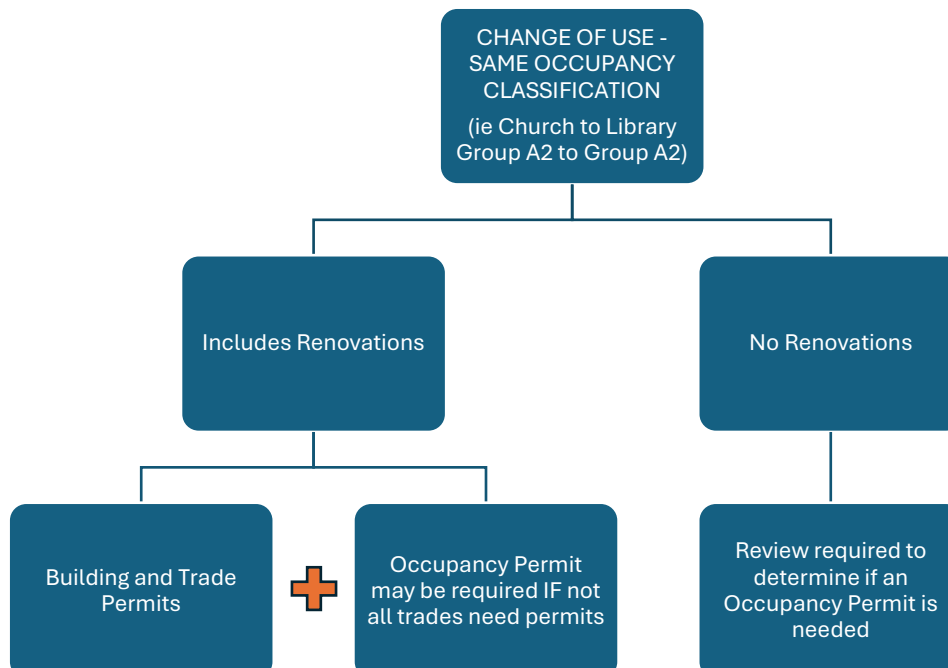 CHANGE OF USE -
SAME OCCUPANCY
CLASSIFICATION
(ie Church to Library
Group A2 to Group A2)
Includes Renovations
No Renovations
Building and Trade
Permits
Occupancy Permit
may be required IF not
all trades need permits
Review required to
determine if an
Occupancy Permit is
needed